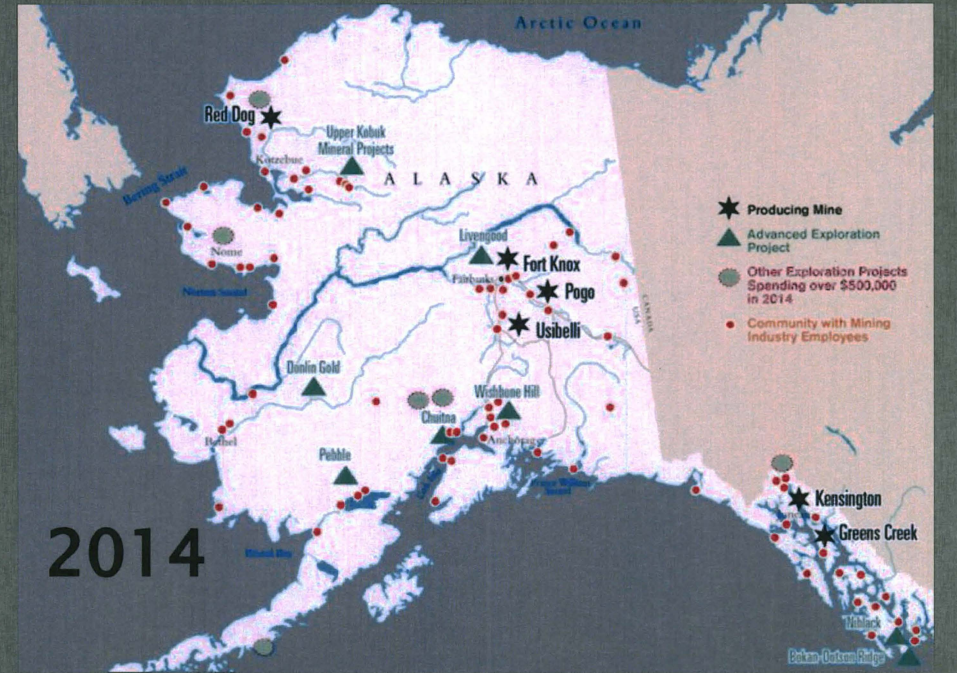 Arctic Ocean
Red Dog
Upper Kobuk
Mineral Projects
Kotzebue
ALASKA
Bering Strait
Producing Mine
Advanced Exploration
Project
Livengood
Nome
Fort Knox
Fairbanks
Other Exploration Projects
Spending over $500,000
in 2014
Pogo
Norton Sound
CANADA
USA
Usibelli
Community with Mining
Industry Employees
Donlin Gold
Wishbone Hill
Chuitna
Bethel
Anchorage
Pebble
Prince William
Sound
Kensington
Greens Creek
2014
Bristol Bay
Niblack
Bokan-Dotson Ridge